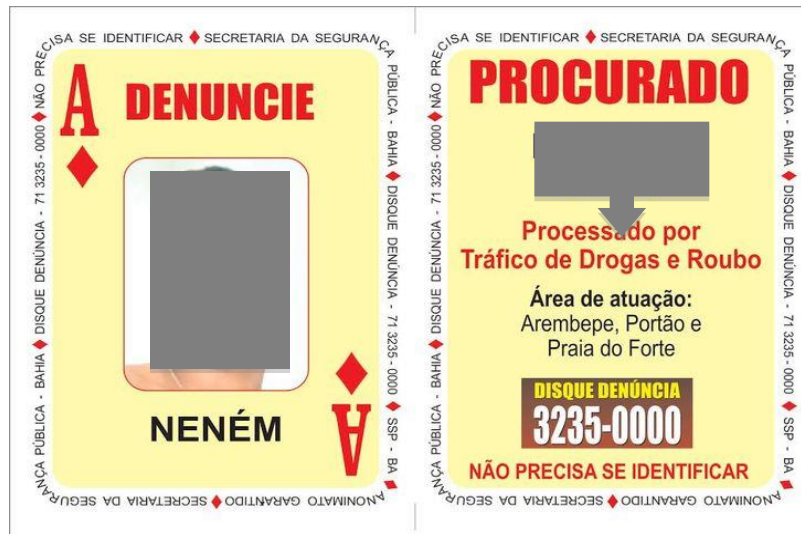 NÃO PRECISA SE IDENTIFICAR ♦ SECRETARIA DA SEGURANÇA PÚBLICA - BAHIA ♦ DISQUE DENÚNCIA - 71 3235-0000 ♦ SSP - BA ♦
ANONIMATO GARANTIDO ♦ SECRETARIA DA SEGURANÇA PÚBLICA - BAHIA ♦ DISQUE DENÚNCIA - 71 3235-0000 ♦
A
DENUNCIE
NENÉM
A
NÃO PRECISA SE IDENTIFICAR ♦ SECRETARIA DA SEGURANÇA PÚBLICA - BAHIA ♦ DISQUE DENÚNCIA - 71 3235-0000 ♦ SSP - BA ♦
ANONIMATO GARANTIDO ♦ SECRETARIA DA SEGURANÇA PÚBLICA - BAHIA ♦ DISQUE DENÚNCIA - 71 3235-0000 ♦
PROCURADO
Processado por
Tráfico de Drogas e Roubo
Área de atuação:
Arembepe, Portão e
Praia do Forte
DISQUE DENÚNCIA
3235-0000
NÃO PRECISA SE IDENTIFICAR